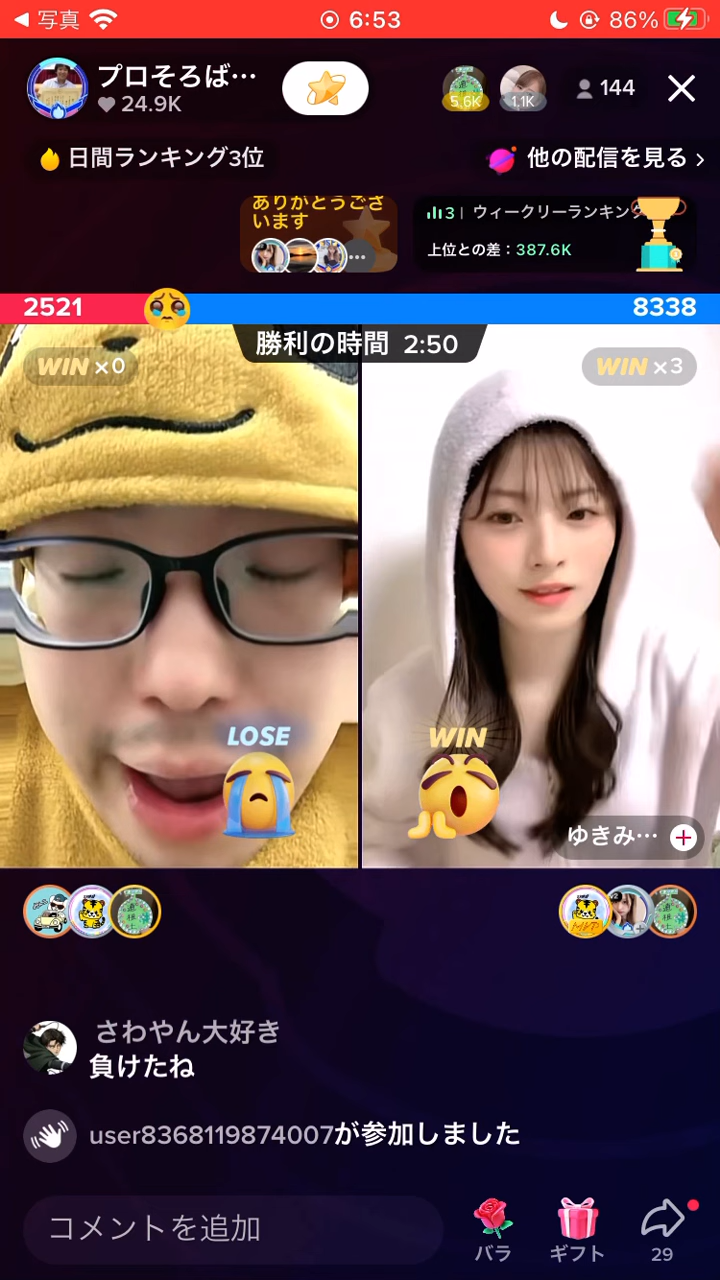 写真
6:53
86%
プロそろば…
24.9K
5.6K
1.1K
144
日間ランキング3位
他の配信を見る
ありがとうござ
います
3 ウィークリーランキング
上位との差：387.6K
2521
8338
勝利の時間 2:50
WIN ×0
WIN ×3
LOSE
WIN
ゆきみ…
MVP
さわやん大好き
負けたね
user8368119874007が参加しました
コメントを追加
バラ
ギフト
29